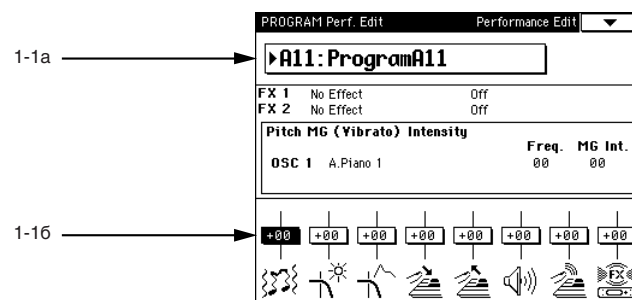 PROGRAM Perf. Edit Performance Edit
1-1a
A11:ProgramA11
FX 1 No Effect Off
FX 2 No Effect Off
Pitch MG (Vibrato) Intensity
Freq. MG Int.
OSC 1 A.Piano 1 00 00
1-1б
+00 +00 +00 +00 +00 +00 +00 +00
FX